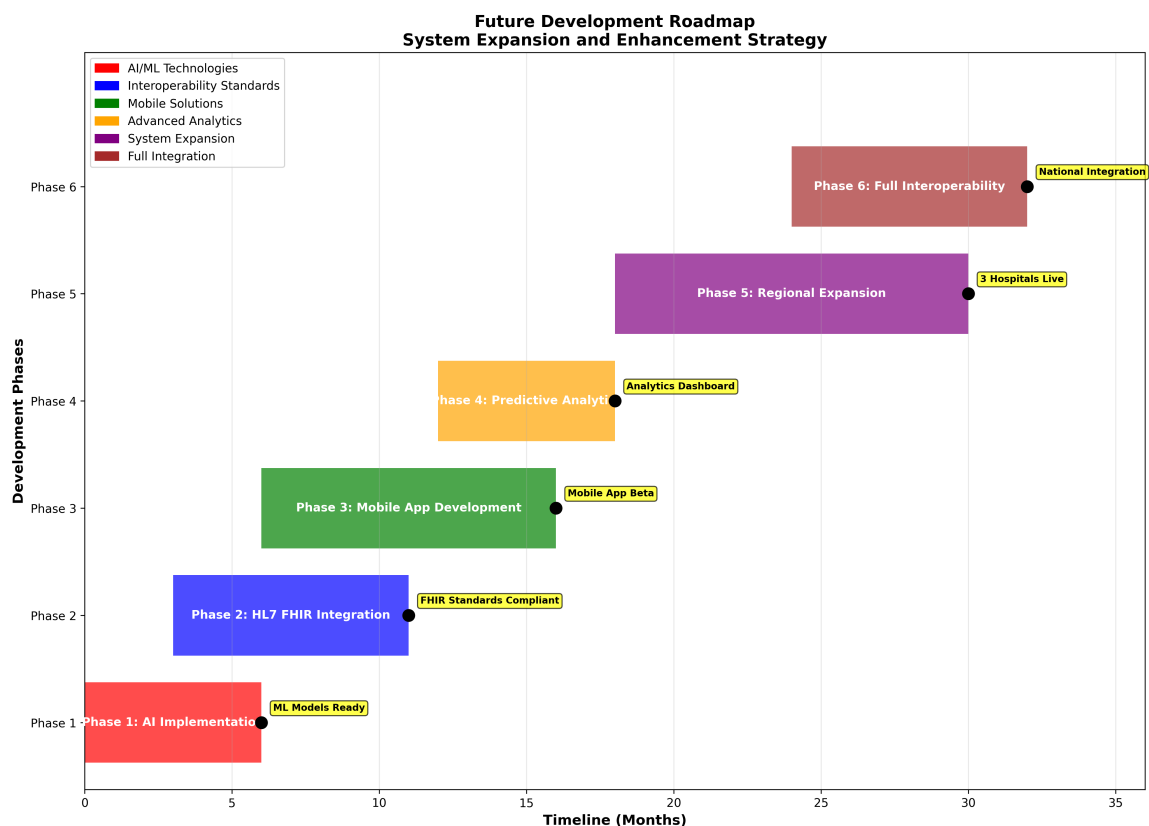 Future Development Roadmap
System Expansion and Enhancement Strategy
AI/ML Technologies
Interoperability Standards
Mobile Solutions
Advanced Analytics
System Expansion
Full Integration
Development Phases
Phase 6
Phase 6: Full Interoperability
National Integration
Phase 5
Phase 5: Regional Expansion
3 Hospitals Live
Phase 4
Phase 4: Predictive Analyti
Analytics Dashboard
Phase 3
Phase 3: Mobile App Development
Mobile App Beta
Phase 2
Phase 2: HL7 FHIR Integration
FHIR Standards Compliant
Phase 1
Phase 1: AI Implementation
ML Models Ready
0 5 10 15 20 25 30 35
Timeline (Months)